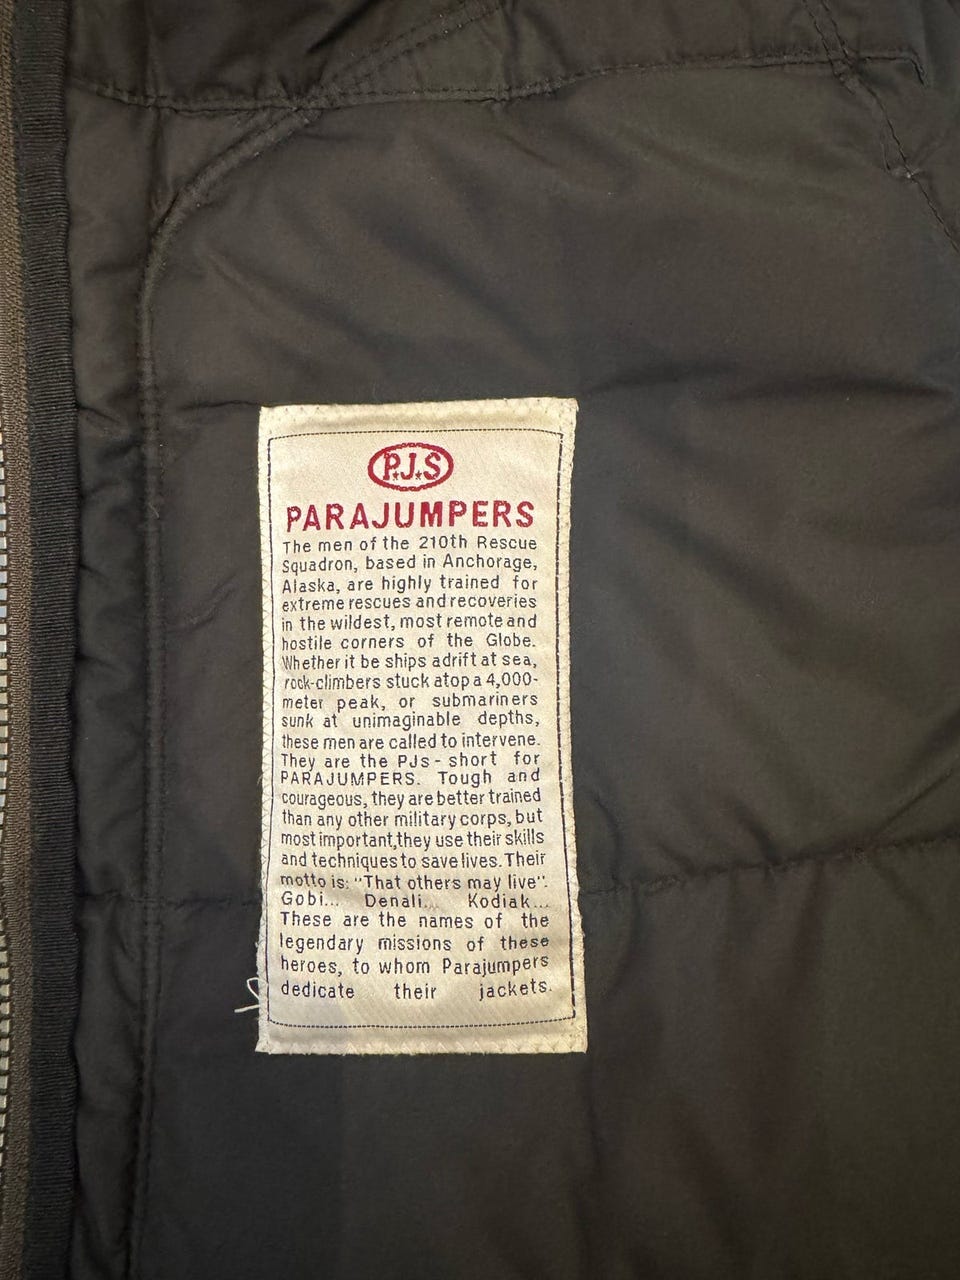 P.J.S
PARAJUMPERS
The men of the 210th Rescue
Squadron, based in Anchorage,
Alaska, are highly trained for
extreme rescues and recoveries
in the wildest, most remote and
hostile corners of the Globe.
Whether it be ships adrift at sea,
rock-climbers stuck atop a 4,000-
meter peak, or submariners
sunk at unimaginable depths,
these men are called to intervene.
They are the PJs - short for
PARAJUMPERS. Tough and
courageous, they are better trained
than any other military corps, but
most important,they use their skills
and techniques to save lives. Their
motto is: "That others may live".
Gobi... Denali... Kodiak...
These are the names of the
legendary missions of these
heroes, to whom Parajumpers
dedicate their jackets.